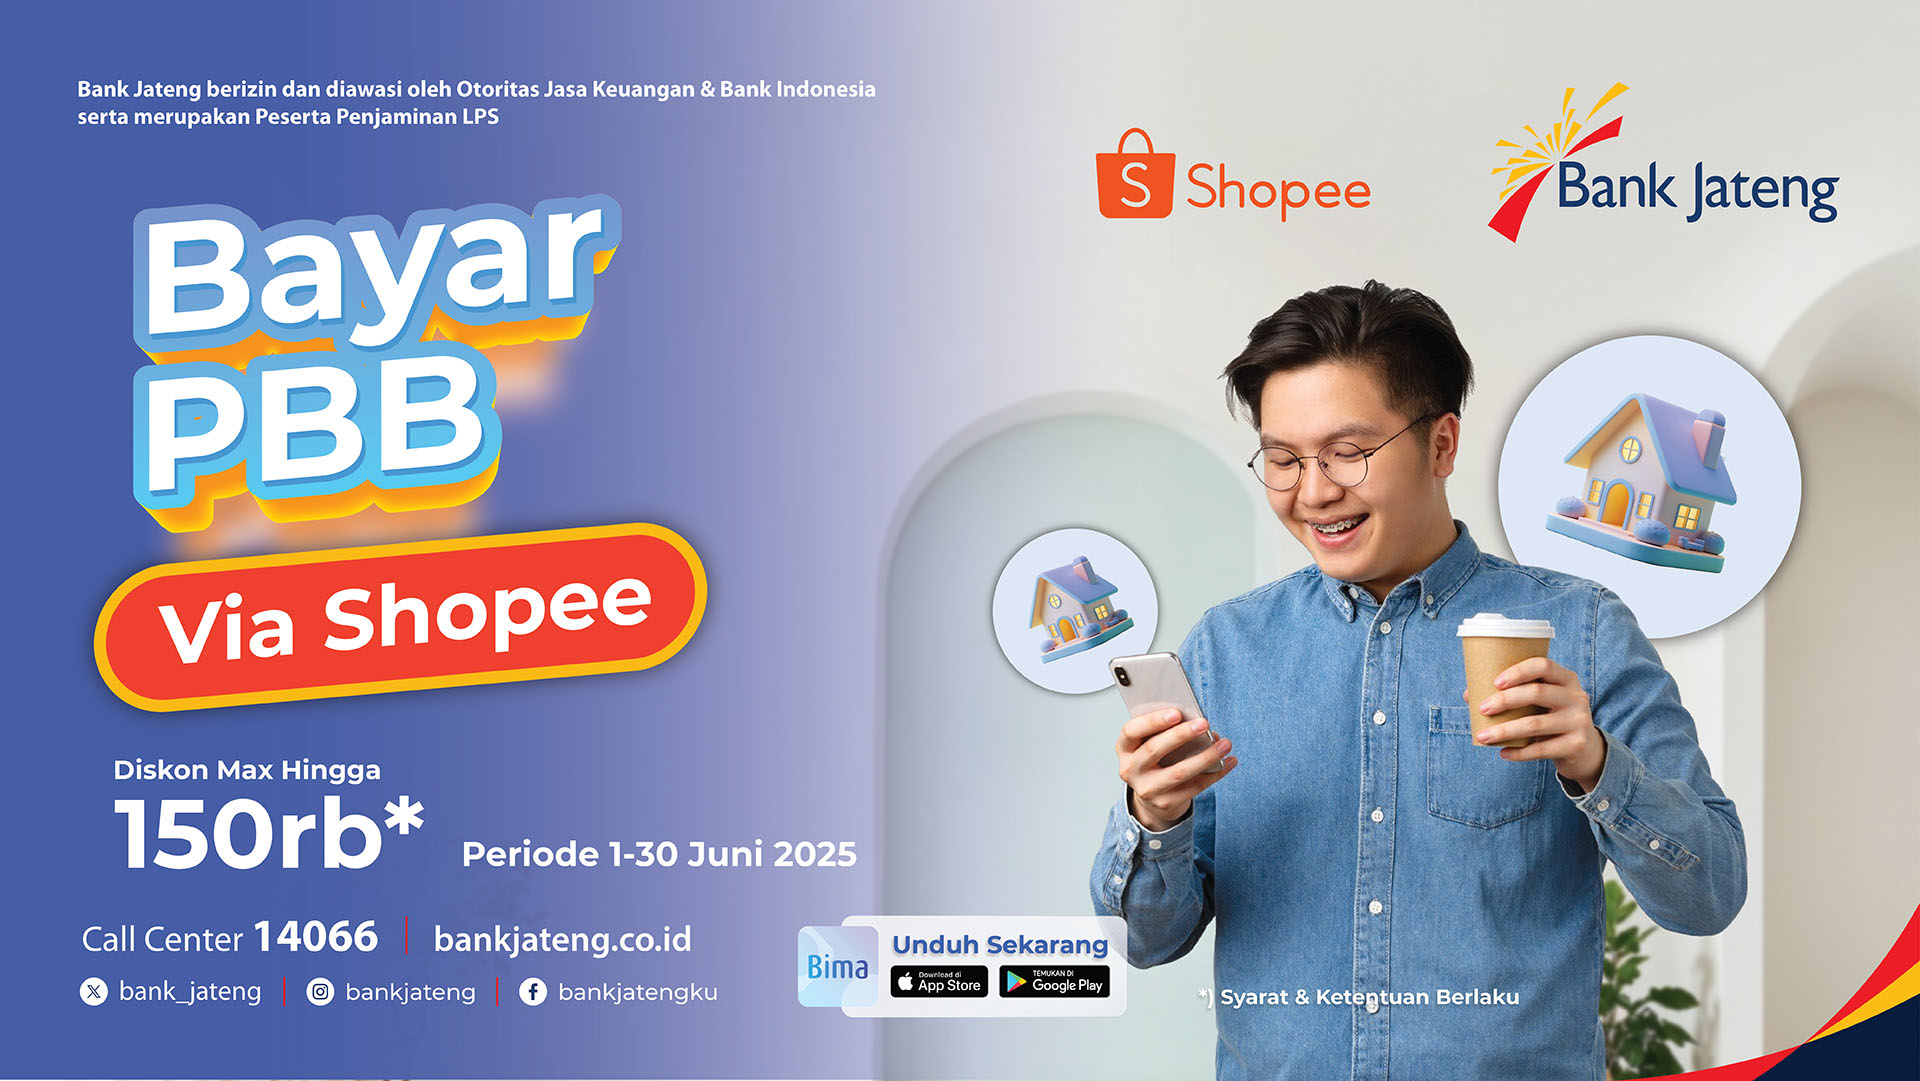 Bank Jateng berizin dan diawasi oleh Otoritas Jasa Keuangan & Bank Indonesia
serta merupakan Peserta Penjaminan LPS
S Shopee
Bank Jateng
Bayar
PBB
Via Shopee
Diskon Max Hingga
150rb*
Periode 1-30 Juni 2025
Call Center 14066 | bankjateng.co.id
X bank_jateng | bankjateng | f bankjatengku
Bima
Unduh Sekarang
Download di
App Store
TEMUKAN DI
Google Play
*) Syarat & Ketentuan Berlaku